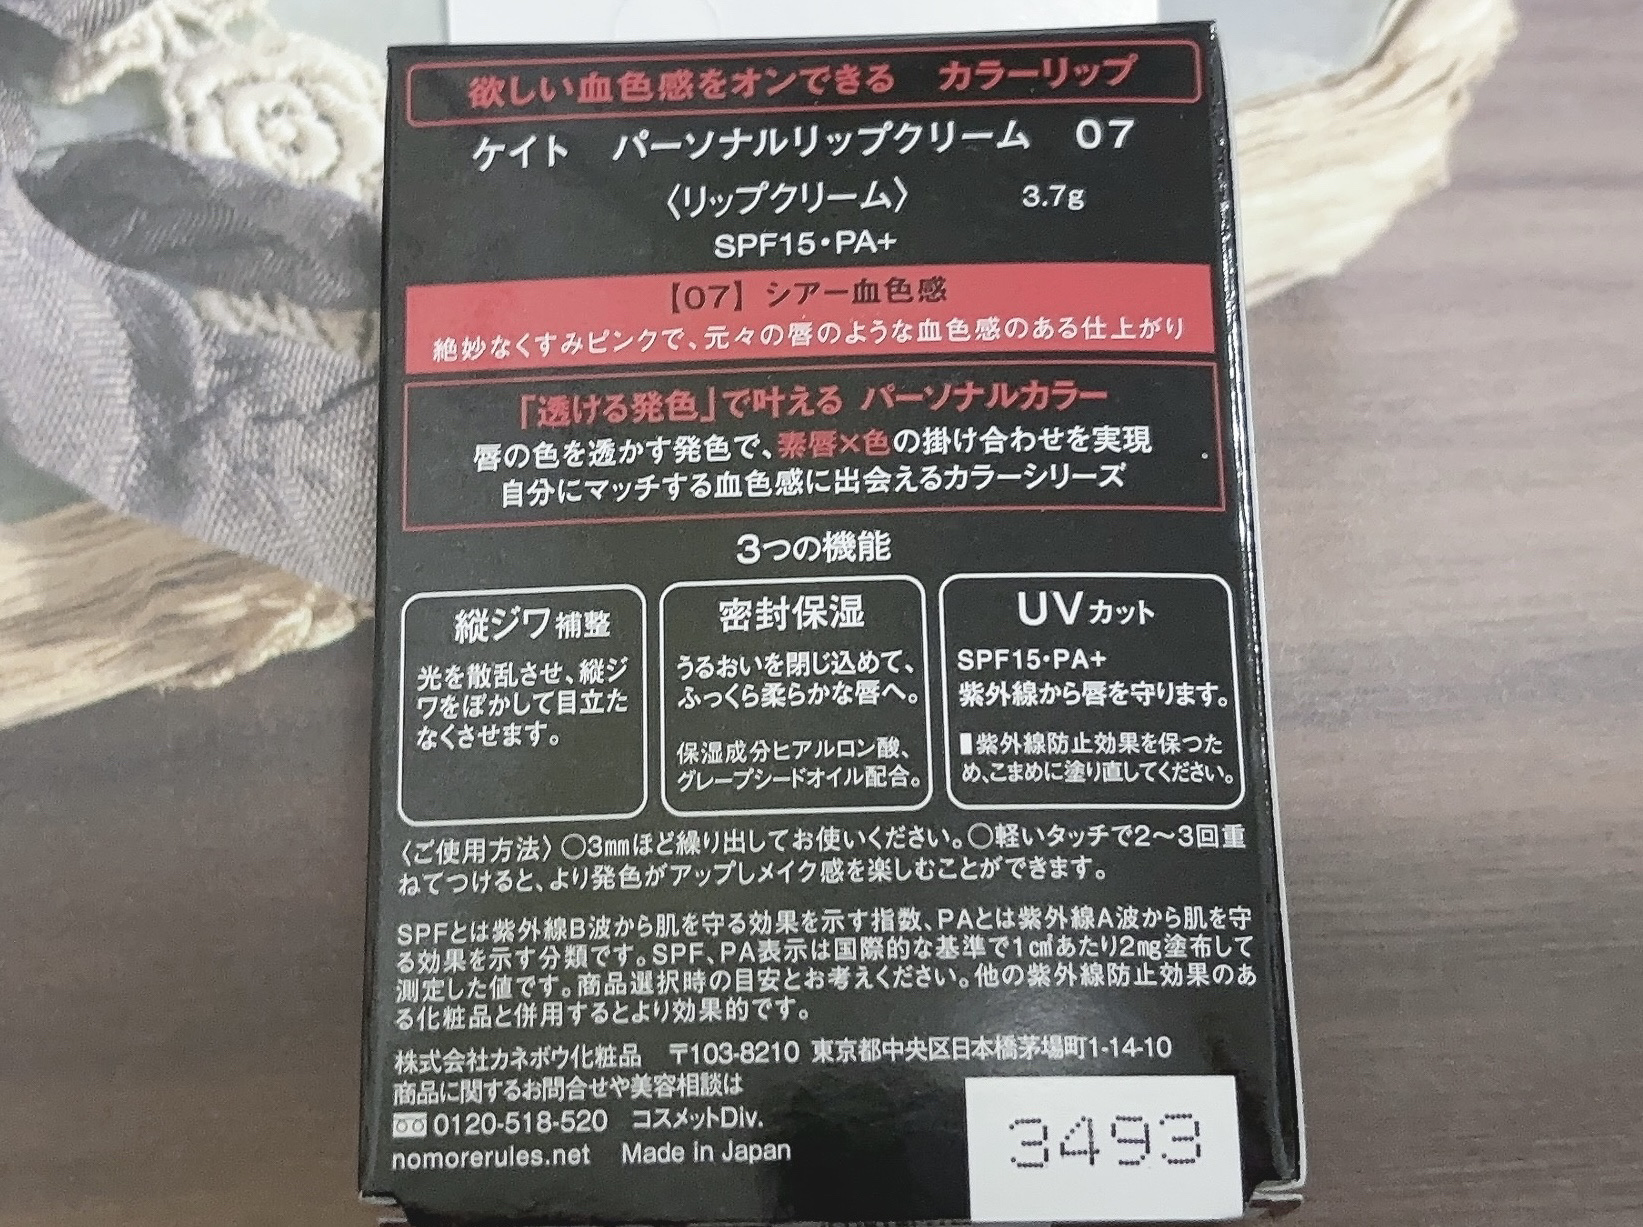 欲しい血色感をオンできる カラーリップ
ケイト パーソナルリップクリーム 07
〈リップクリーム〉 3.7g
SPF15・PA+
【07】シアー血色感
絶妙なくすみピンクで、元々の唇のような血色感のある仕上がり
「透ける発色」で叶える パーソナルカラー
唇の色を透かす発色で、素唇×色の掛け合わせを実現
自分にマッチする血色感に出会えるカラーシリーズ
3つの機能
縦ジワ補整
光を散乱させ、縦ジ
ワをぼかして目立た
なくさせます。
密封保湿
うるおいを閉じ込めて、
ふっくら柔らかな唇へ。
保湿成分ヒアルロン酸、
グレープシードオイル配合。
UVカット
SPF15・PA+
紫外線から唇を守ります。
▮紫外線防止効果を保つた
め、こまめに塗り直してください。
〈ご使用方法〉○3㎜ほど繰り出してお使いください。○軽いタッチで2〜3回重
ねてつけると、より発色がアップしメイク感を楽しむことができます。
SPFとは紫外線B波から肌を守る効果を示す指数、PAとは紫外線A波から肌を守
る効果を示す分類です。SPF、PA表示は国際的な基準で1㎠あたり2㎎塗布して
測定した値です。商品選択時の目安とお考えください。他の紫外線防止効果のあ
る化粧品と併用するとより効果的です。
株式会社カネボウ化粧品 〒103-8210 東京都中央区日本橋茅場町1-14-10
商品に関するお問合せや美容相談は
0120-518-520 コスメットDiv.
nomorerules.net Made in Japan
3493